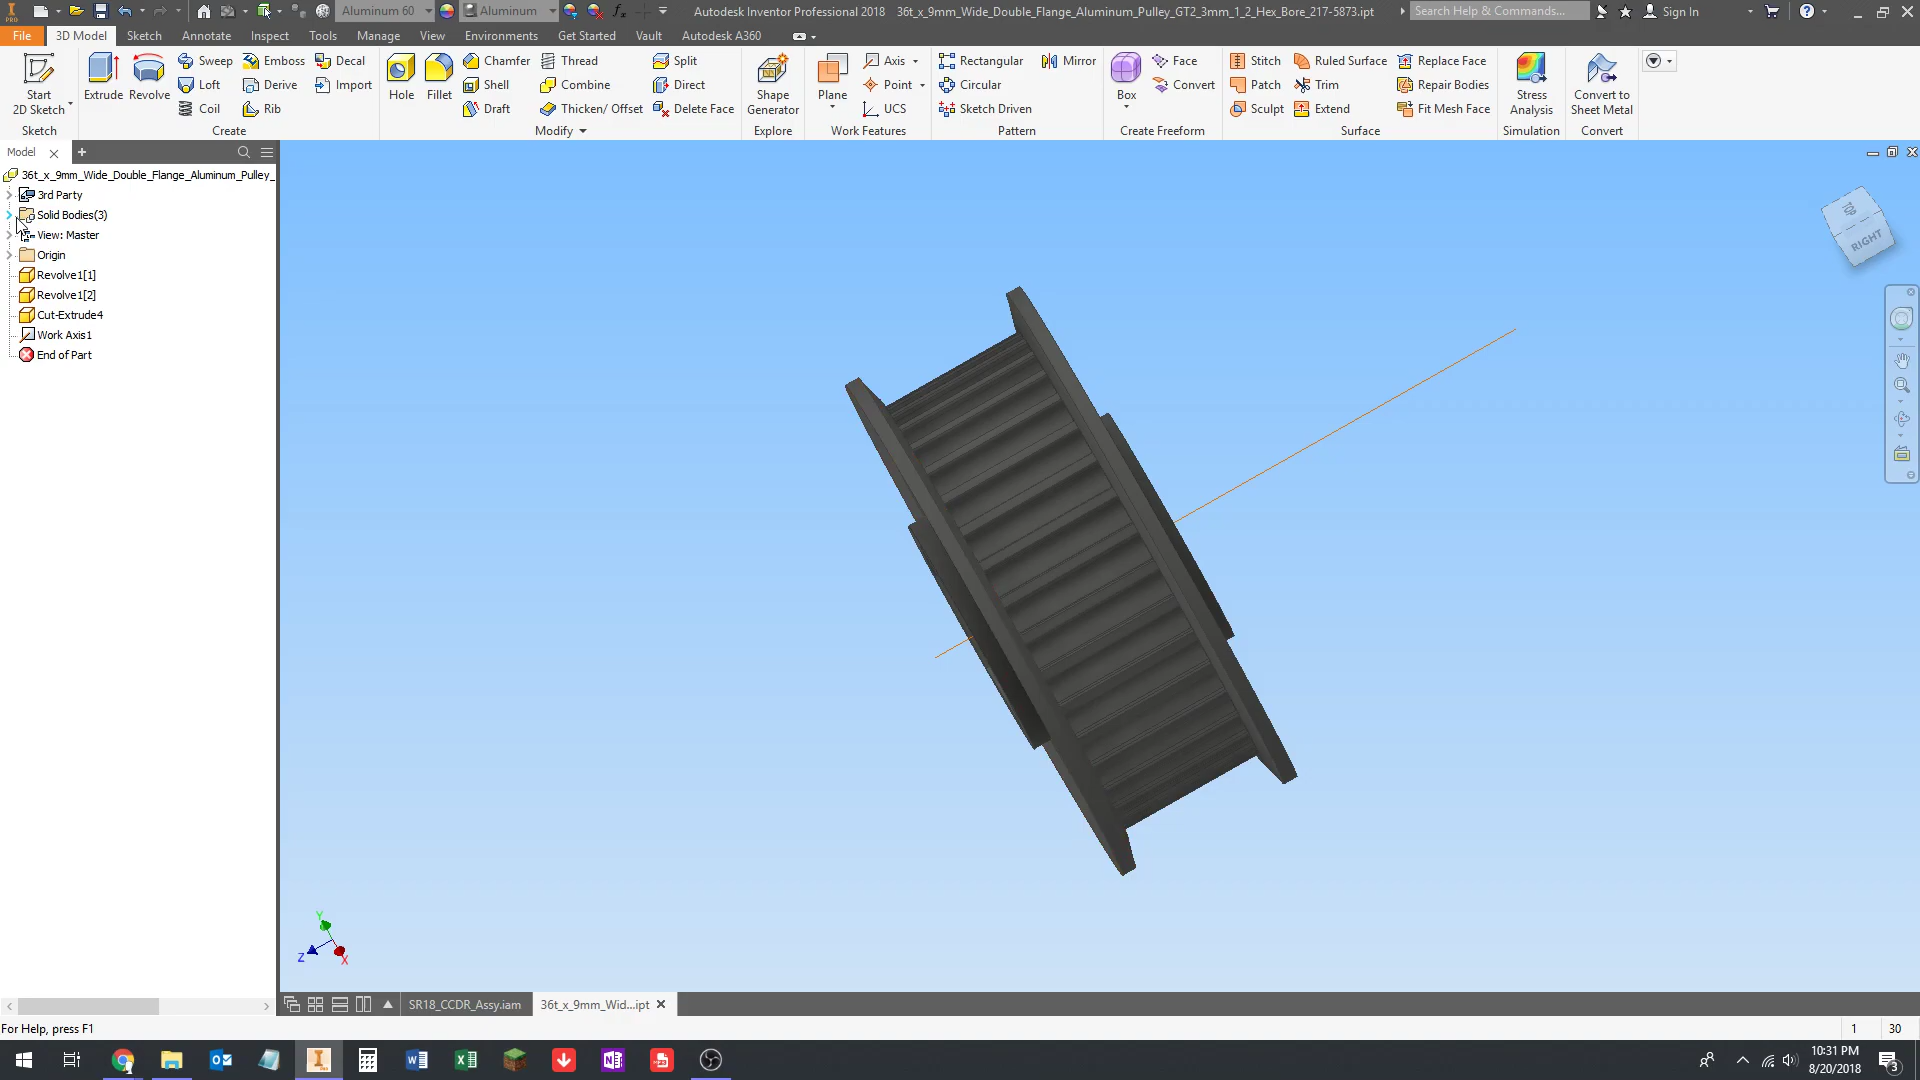 PRO
Aluminum 60
Aluminum
Autodesk Inventor Professional 2018 36t_x_9mm_Wide_Double_Flange_Aluminum_Pulley_GT2_3mm_1_2_Hex_Bore_217-5873.ipt
Search Help & Commands...
Sign In
File 3D Model Sketch Annotate Inspect Tools Manage View Environments Get Started Vault Autodesk A360
Start
2D Sketch
Sketch
Extrude Revolve
Sweep Emboss Decal
Loft Derive Import
Coil Rib
Create
Hole Fillet
Chamfer Thread Split
Shell Combine Direct
Draft Thicken/ Offset Delete Face
Modify
Shape
Generator
Explore
Plane
Axis
Point
UCS
Work Features
Rectangular Mirror
Circular
Sketch Driven
Pattern
Box
Face
Convert
Create Freeform
Stitch Ruled Surface Replace Face
Patch Trim Repair Bodies
Sculpt Extend Fit Mesh Face
Surface
Stress
Analysis
Simulation
Convert to
Sheet Metal
Convert
Model
36t_x_9mm_Wide_Double_Flange_Aluminum_Pulley_
3rd Party
Solid Bodies(3)
View: Master
Origin
Revolve1[1]
Revolve1[2]
Cut-Extrude4
Work Axis1
End of Part
TOP
RIGHT
Y
Z
X
SR18_CCDR_Assy.iam 36t_x_9mm_Wid...ipt
For Help, press F1
1 30
10:31 PM
8/20/2018
3